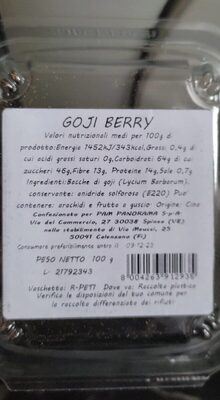 GOJI BERRY
Valori nutrizionali medi per 100g di
prodotto:Energia 1452kJ/343kcal,Grassi 0,4g di
cui acidi grassi saturi 0g,Carboidrati 64g di cui
zuccheri 46g,Fibre 13g, Proteine 14g,Sale 0,7g
Ingredienti:Bacche di goji (Lycium Barbarum),
conservante: anidride solforosa (E220) Puo'
contenere: arachidi e frutta a guscio Origine: Cina
Confezionato per PAM PANORAMA S.p.A
Via del Commercio, 27 30038 Spinea (VE)
nello stabilimento di Via Meucci, 25
50041 Calenzano (Fi)
Consumare preferibilmente entro il 09/12/23
PESO NETTO 100 g
L: 21792343
8 004263 912938
Vaschetta: R-PET1 Dove va: Raccolta plastica
Verifica le disposizioni del tuo comune per
la raccolta differenziata dei rifiuti